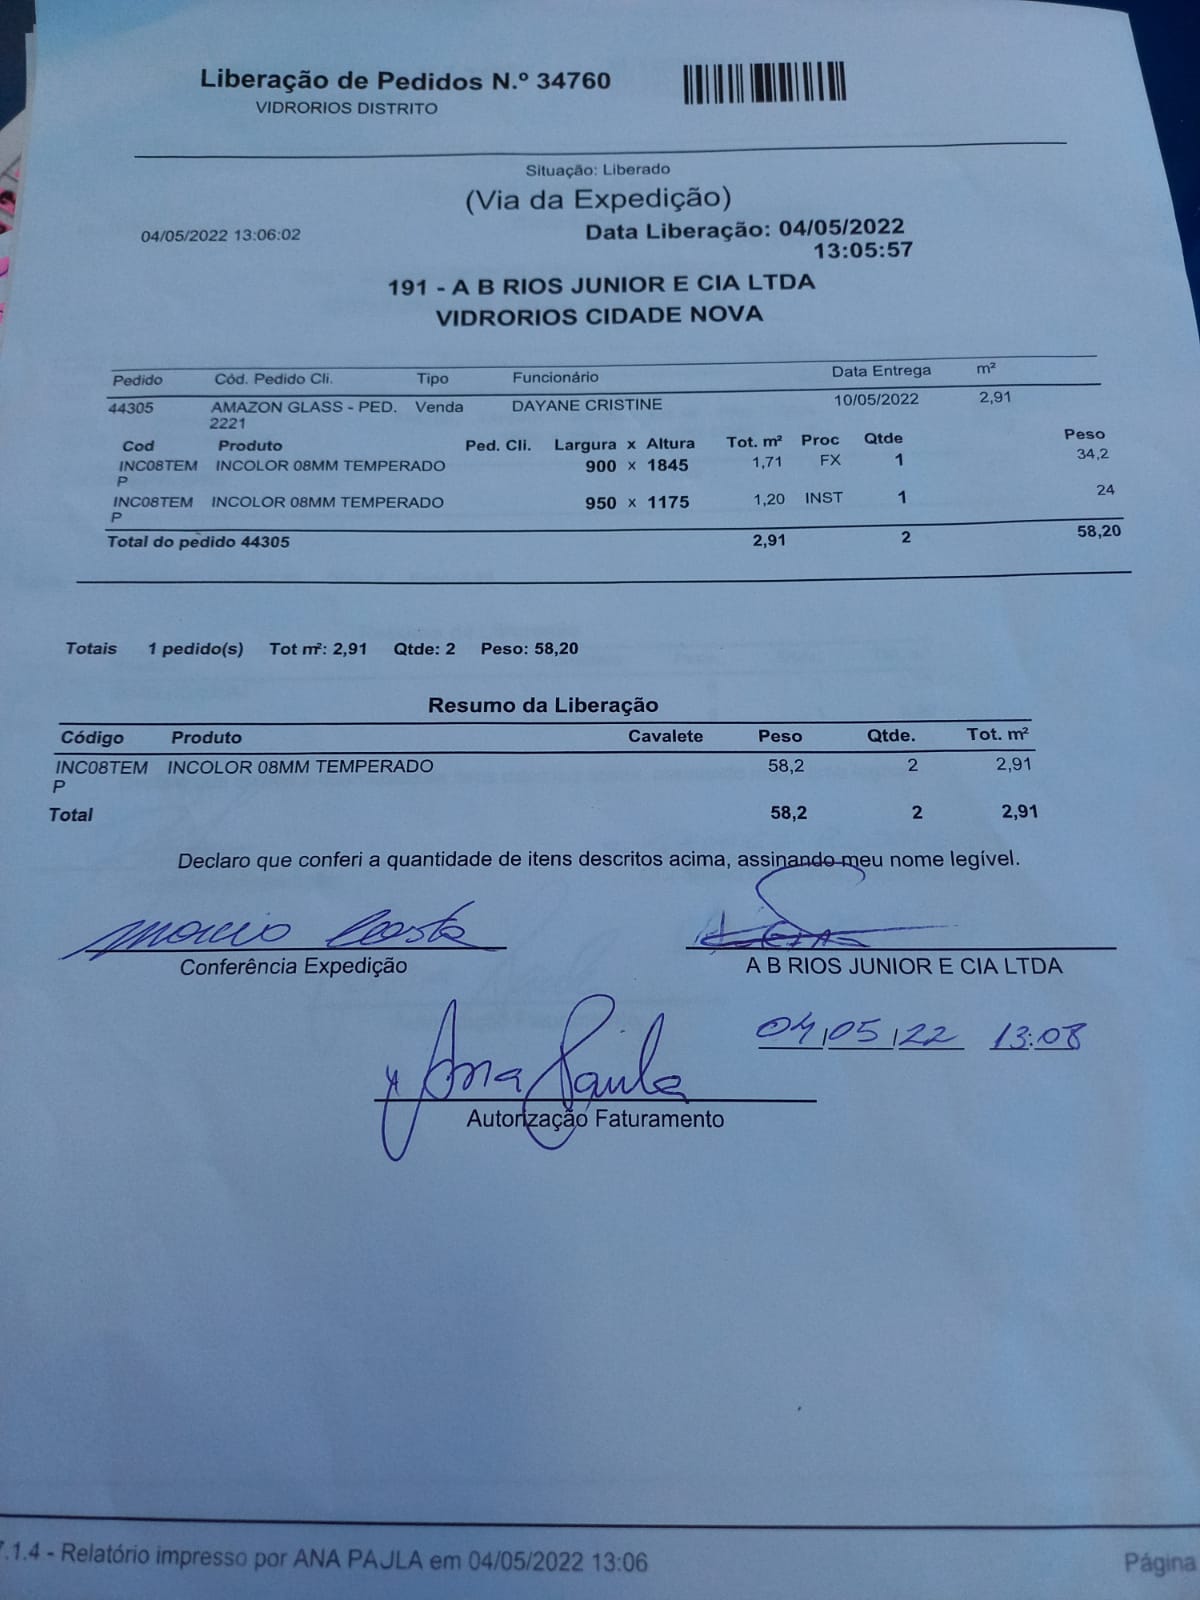 Liberação de Pedidos N.º 34760
VIDRORIOS DISTRITO
Situação: Liberado
(Via da Expedição)
04/05/2022 13:06:02
Data Liberação: 04/05/2022
13:05:57
191 - A B RIOS JUNIOR E CIA LTDA
VIDRORIOS CIDADE NOVA
Pedido Cód. Pedido Cli. Tipo Funcionário Data Entrega m²
44305 AMAZON GLASS - PED. Venda DAYANE CRISTINE 10/05/2022 2,91
2221
Cod Produto Ped. Cli. Largura x Altura Tot. m² Proc Qtde Peso
INC08TEM INCOLOR 08MM TEMPERADO 900 x 1845 1,71 FX 1 34,2
P
INC08TEM INCOLOR 08MM TEMPERADO 950 x 1175 1,20 INST 1 24
P
Total do pedido 44305 2,91 2 58,20
Totais 1 pedido(s) Tot m²: 2,91 Qtde: 2 Peso: 58,20
Resumo da Liberação
Código Produto Cavalete Peso Qtde. Tot. m²
INC08TEM INCOLOR 08MM TEMPERADO 58,2 2 2,91
P
Total 58,2 2 2,91
Declaro que conferi a quantidade de itens descritos acima, assinando meu nome legível.
Costa
Conferência Expedição
A B RIOS JUNIOR E CIA LTDA
04/05/22 13:08
Ana Paula
Autorização Faturamento
7.1.4 - Relatório impresso por ANA PAJLA em 04/05/2022 13:06
Página